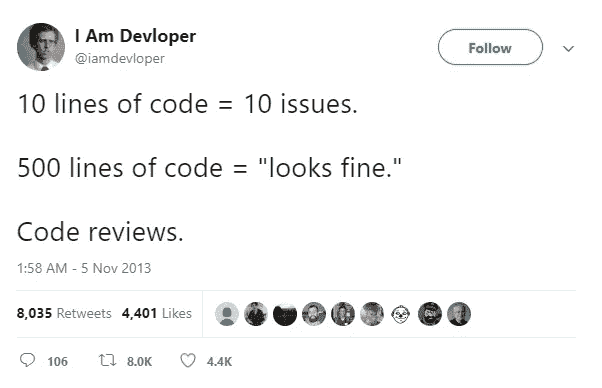 I Am Devloper
@iamdevloper
Follow
10 lines of code = 10 issues.
500 lines of code = "looks fine."
Code reviews.
1:58 AM - 5 Nov 2013
8,035 Retweets 4,401 Likes
106 8.0K 4.4K